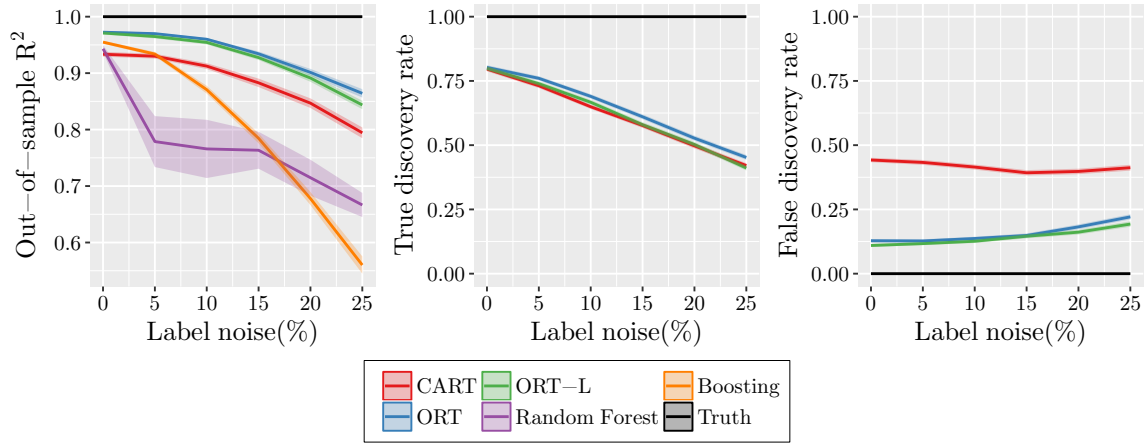 Out−of−sample R²
1.0
0.9
0.8
0.7
0.6
0 5 10 15 20 25
Label noise(%)
True discovery rate
1.00
0.75
0.50
0.25
0.00
0 5 10 15 20 25
Label noise(%)
False discovery rate
1.00
0.75
0.50
0.25
0.00
0 5 10 15 20 25
Label noise(%)
CART ORT−L Boosting
ORT Random Forest Truth